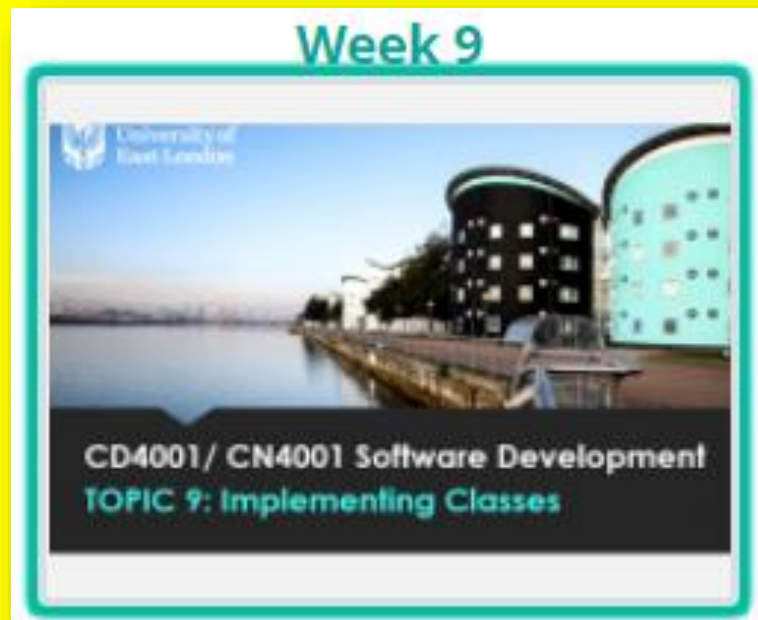 Week 9
University of
East London
CD4001/ CN4001 Software Development
TOPIC 9: Implementing Classes